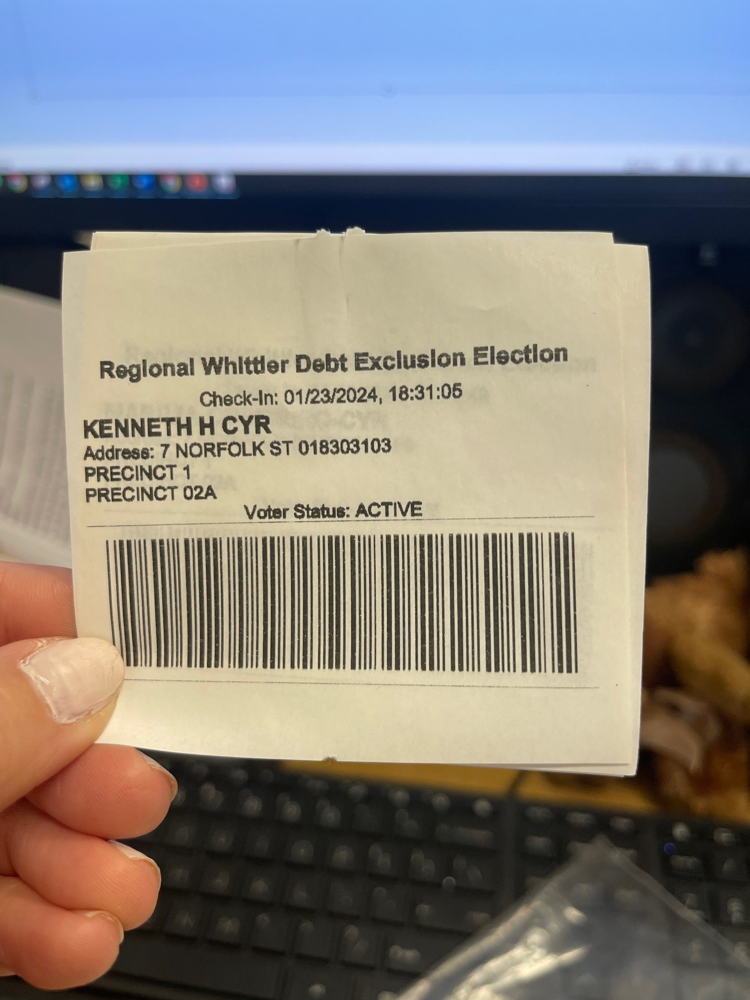 Regional Whittier Debt Exclusion Election
Check-In: 01/23/2024, 18:31:05
KENNETH H CYR
Address: 7 NORFOLK ST 018303103
PRECINCT 1
PRECINCT 02A
Voter Status: ACTIVE